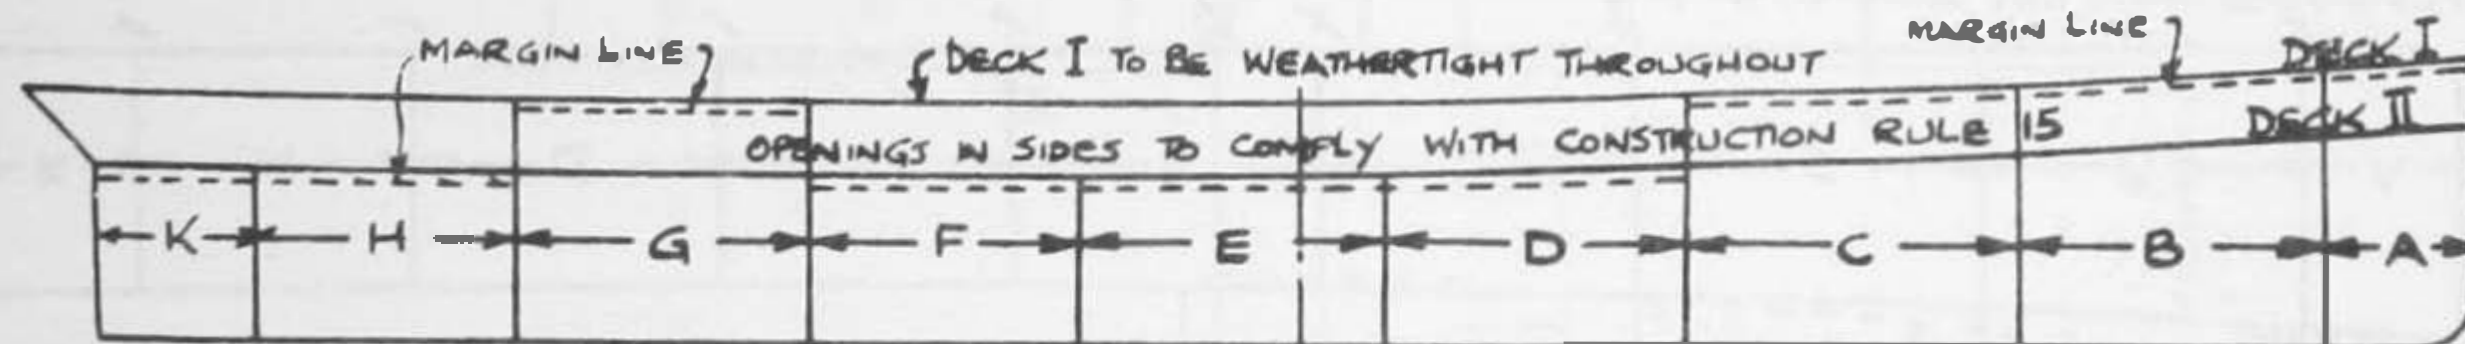 MARGIN LINE
DECK I TO BE WEATHERTIGHT THROUGHOUT
MARGIN LINE
DECK I
OPENINGS IN SIDES TO COMPLY WITH CONSTRUCTION RULE 15
DECK II
K H G F E D C B A